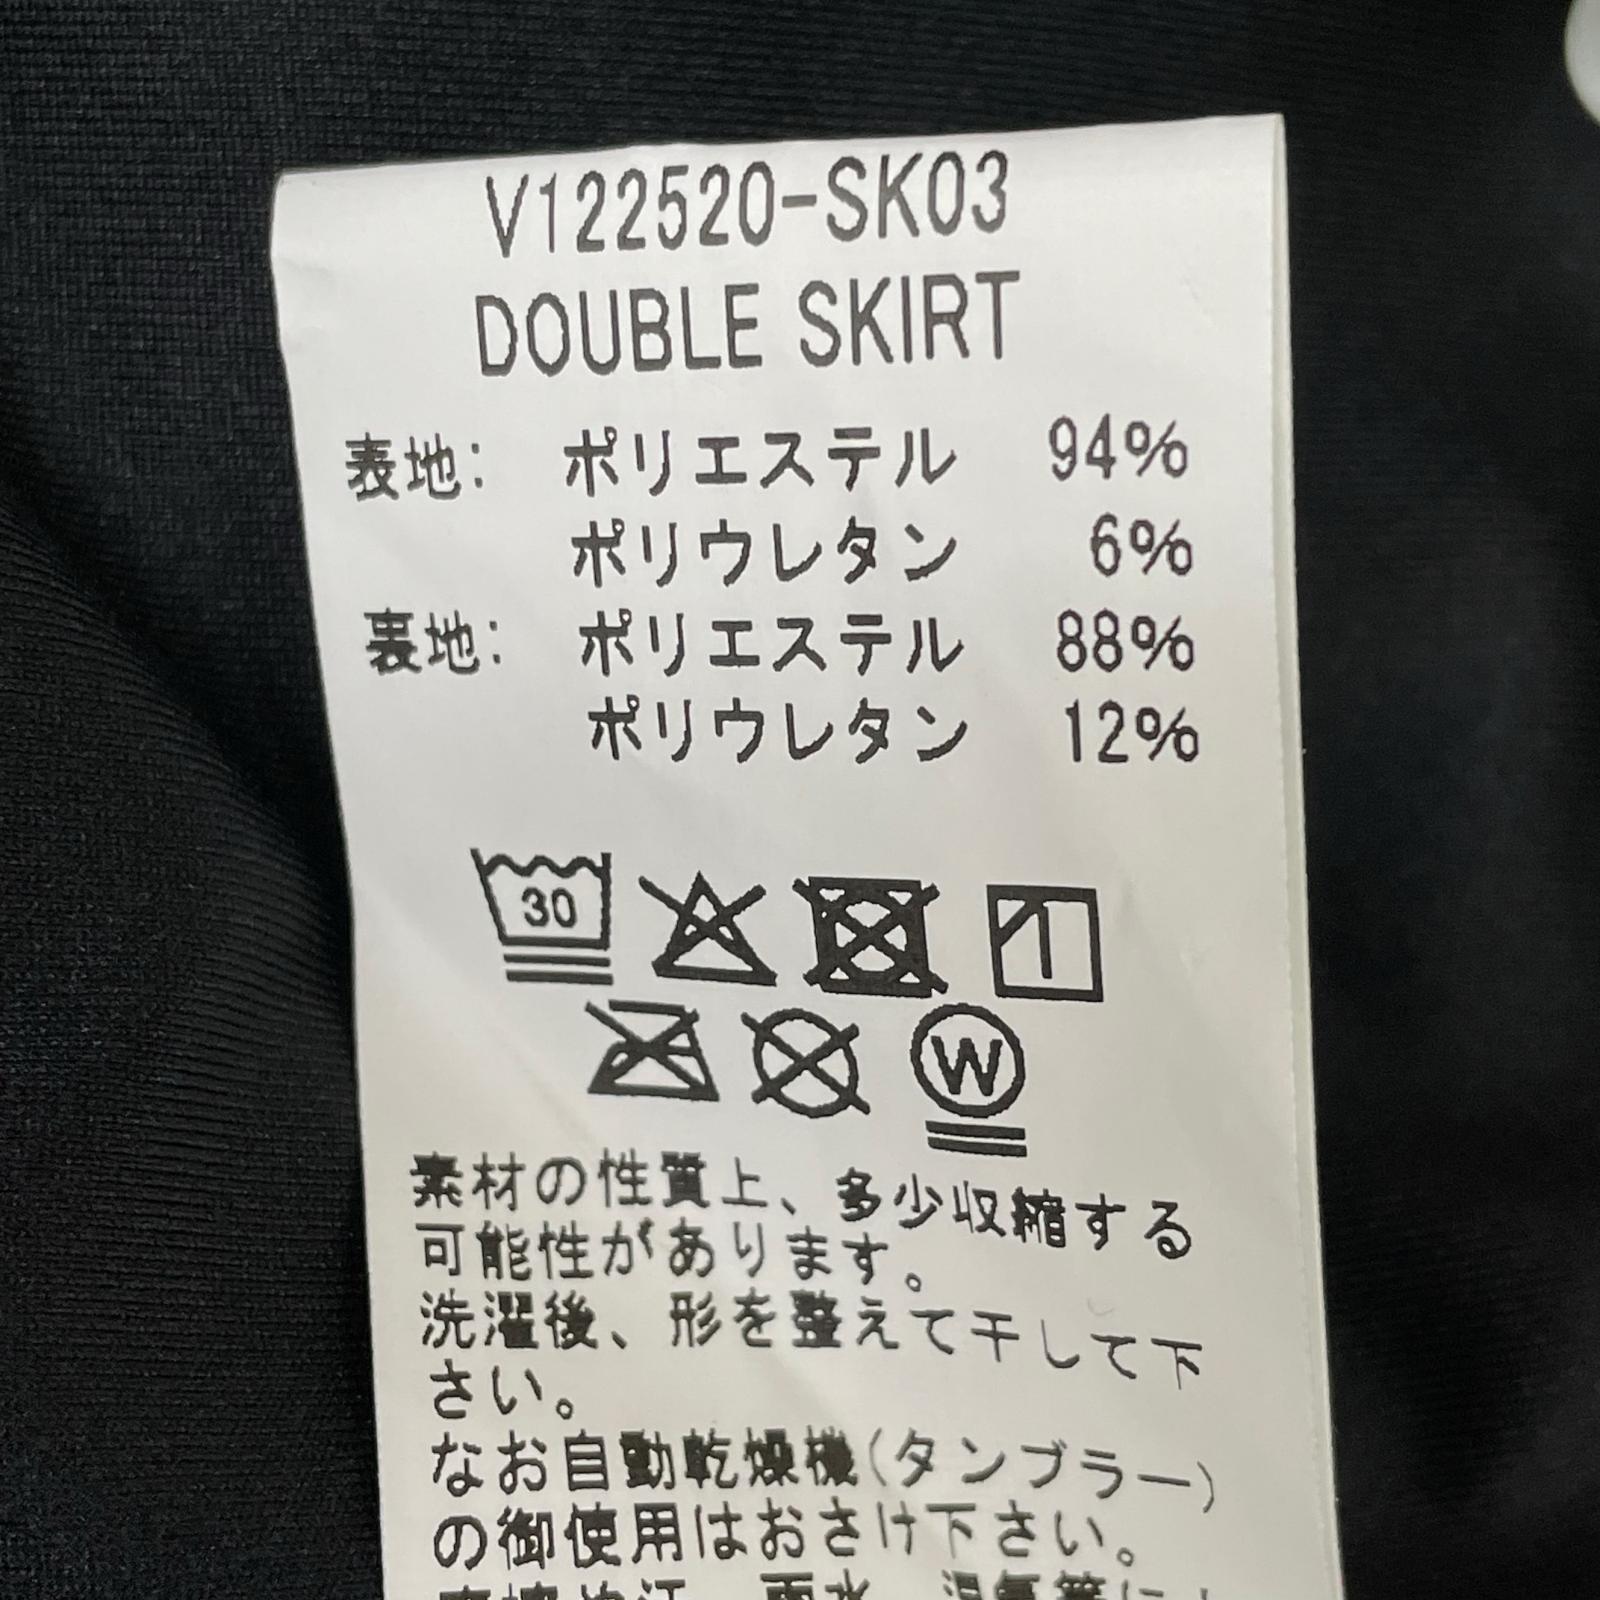 V122520-SK03
DOUBLE SKIRT
表地: ポリエステル 94%
ポリウレタン 6%
裏地: ポリエステル 88%
ポリウレタン 12%
30
W
素材の性質上、多少収縮する
可能性があります。
洗濯後、形を整えて干して下
さい。
なお自動乾燥機(タンブラー)
の御使用はおさけ下さい。